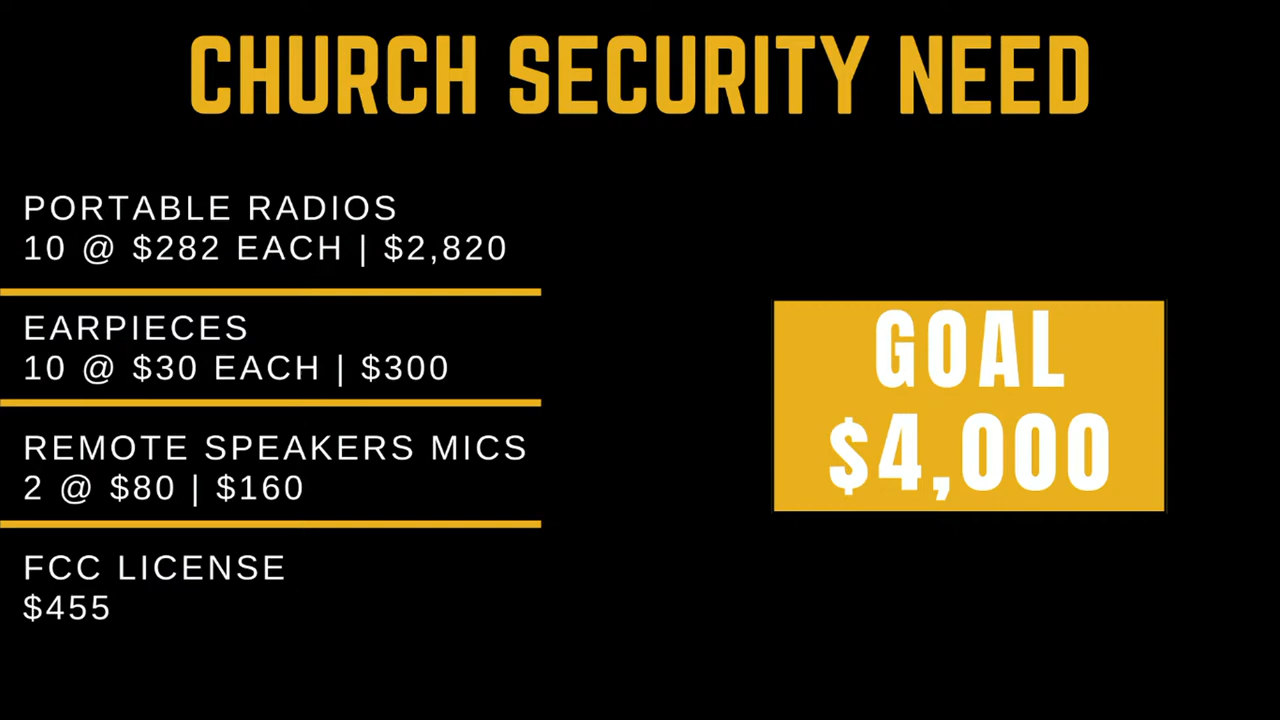 CHURCH SECURITY NEED
PORTABLE RADIOS
10 @ $282 EACH | $2,820
EARPIECES
10 @ $30 EACH | $300
REMOTE SPEAKERS MICS
2 @ $80 | $160
FCC LICENSE
$455
GOAL
$4,000